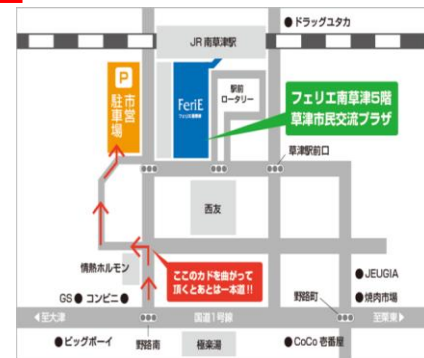 ●ドラッグユタカ
JR 南草津駅
P
市営
駐車場
FeriE
駅前
ロータリー
フェリエ南草津5階
草津市民交流プラザ
草津駅前口
西友
情熱ホルモン
ここのカドを曲がって
頂くとあとは一本道!!
●JEUGIA
GS● コンビニ●
野路町
●焼肉市場
◀至大津
国道1号線
至栗東▶
●ビッグボーイ
野路南
極楽湯
●CoCo 壱番屋